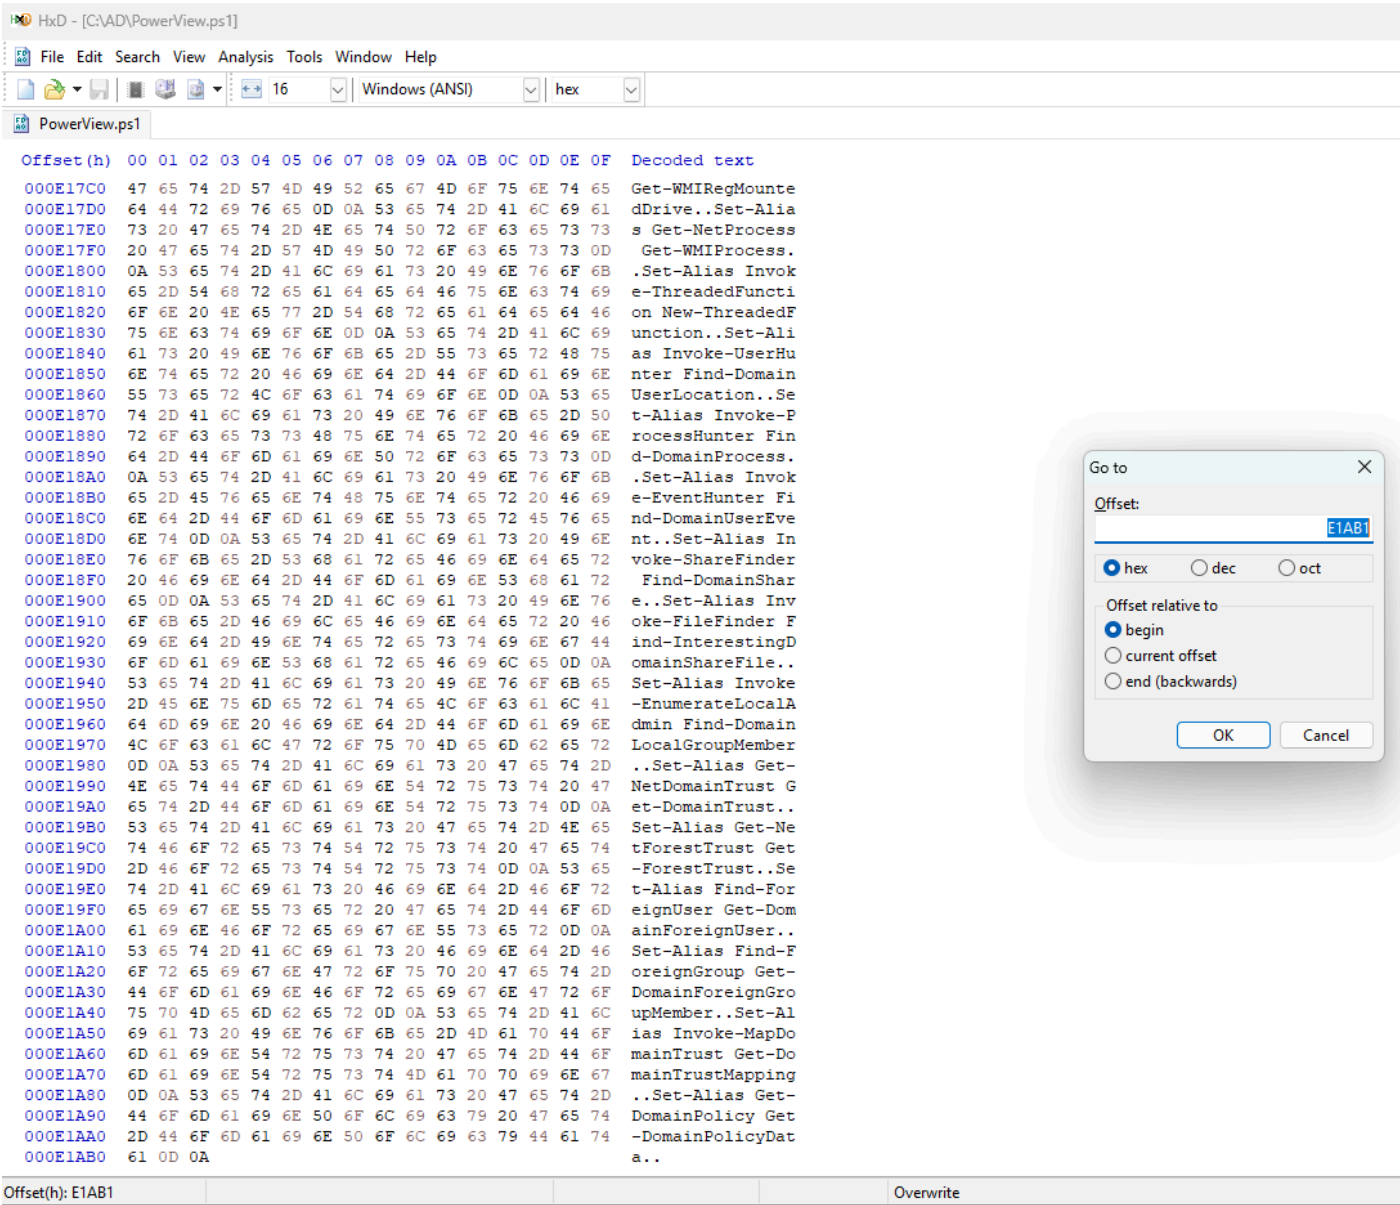 HxD - [C:\AD\PowerView.ps1]
File Edit Search View Analysis Tools Window Help
16 Windows (ANSI) hex
PowerView.ps1
Offset(h) 00 01 02 03 04 05 06 07 08 09 0A 0B 0C 0D 0E 0F Decoded text
000E17C0 47 65 74 2D 57 4D 49 52 65 67 4D 6F 75 6E 74 65 Get-WMIRegMounte
000E17D0 64 44 72 69 76 65 0D 0A 53 65 74 2D 41 6C 69 61 dDrive..Set-Alia
000E17E0 73 20 47 65 74 2D 4E 65 74 50 72 6F 63 65 73 73 s Get-NetProcess
000E17F0 20 47 65 74 2D 57 4D 49 50 72 6F 63 65 73 73 0D Get-WMIProcess.
000E1800 0A 53 65 74 2D 41 6C 69 61 73 20 49 6E 76 6F 6B .Set-Alias Invok
000E1810 65 2D 54 68 72 65 61 64 65 64 46 75 6E 63 74 69 e-ThreadedFuncti
000E1820 6F 6E 20 4E 65 77 2D 54 68 72 65 61 64 65 64 46 on New-ThreadedF
000E1830 75 6E 63 74 69 6F 6E 0D 0A 53 65 74 2D 41 6C 69 unction..Set-Ali
000E1840 61 73 20 49 6E 76 6F 6B 65 2D 55 73 65 72 48 75 as Invoke-UserHu
000E1850 6E 74 65 72 20 46 69 6E 64 2D 44 6F 6D 61 69 6E nter Find-Domain
000E1860 55 73 65 72 4C 6F 63 61 74 69 6F 6E 0D 0A 53 65 UserLocation..Se
000E1870 74 2D 41 6C 69 61 73 20 49 6E 76 6F 6B 65 2D 50 t-Alias Invoke-P
000E1880 72 6F 63 65 73 73 48 75 6E 74 65 72 20 46 69 6E rocessHunter Fin
000E1890 64 2D 44 6F 6D 61 69 6E 50 72 6F 63 65 73 73 0D d-DomainProcess.
000E18A0 0A 53 65 74 2D 41 6C 69 61 73 20 49 6E 76 6F 6B .Set-Alias Invok
000E18B0 65 2D 45 76 65 6E 74 48 75 6E 74 65 72 20 46 69 e-EventHunter Fi
000E18C0 6E 64 2D 44 6F 6D 61 69 6E 55 73 65 72 45 76 65 nd-DomainUserEve
000E18D0 6E 74 0D 0A 53 65 74 2D 41 6C 69 61 73 20 49 6E nt..Set-Alias In
000E18E0 76 6F 6B 65 2D 53 68 61 72 65 46 69 6E 64 65 72 voke-ShareFinder
000E18F0 20 46 69 6E 64 2D 44 6F 6D 61 69 6E 53 68 61 72 Find-DomainShar
000E1900 65 0D 0A 53 65 74 2D 41 6C 69 61 73 20 49 6E 76 e..Set-Alias Inv
000E1910 6F 6B 65 2D 46 69 6C 65 46 69 6E 64 65 72 20 46 oke-FileFinder F
000E1920 69 6E 64 2D 49 6E 74 65 72 65 73 74 69 6E 67 44 ind-InterestingD
000E1930 6F 6D 61 69 6E 53 68 61 72 65 46 69 6C 65 0D 0A omainShareFile..
000E1940 53 65 74 2D 41 6C 69 61 73 20 49 6E 76 6F 6B 65 Set-Alias Invoke
000E1950 2D 45 6E 75 6D 65 72 61 74 65 4C 6F 63 61 6C 41 -EnumerateLocalA
000E1960 64 6D 69 6E 20 46 69 6E 64 2D 44 6F 6D 61 69 6E dmin Find-Domain
000E1970 4C 6F 63 61 6C 47 72 6F 75 70 4D 65 6D 62 65 72 LocalGroupMember
000E1980 0D 0A 53 65 74 2D 41 6C 69 61 73 20 47 65 74 2D ..Set-Alias Get-
000E1990 4E 65 74 44 6F 6D 61 69 6E 54 72 75 73 74 20 47 NetDomainTrust G
000E19A0 65 74 2D 44 6F 6D 61 69 6E 54 72 75 73 74 0D 0A et-DomainTrust..
000E19B0 53 65 74 2D 41 6C 69 61 73 20 47 65 74 2D 4E 65 Set-Alias Get-Ne
000E19C0 74 46 6F 72 65 73 74 54 72 75 73 74 20 47 65 74 tForestTrust Get
000E19D0 2D 46 6F 72 65 73 74 54 72 75 73 74 0D 0A 53 65 -ForestTrust..Se
000E19E0 74 2D 41 6C 69 61 73 20 46 69 6E 64 2D 46 6F 72 t-Alias Find-For
000E19F0 65 69 67 6E 55 73 65 72 20 47 65 74 2D 44 6F 6D eignUser Get-Dom
000E1A00 61 69 6E 46 6F 72 65 69 67 6E 55 73 65 72 0D 0A ainForeignUser..
000E1A10 53 65 74 2D 41 6C 69 61 73 20 46 69 6E 64 2D 46 Set-Alias Find-F
000E1A20 6F 72 65 69 67 6E 47 72 6F 75 70 20 47 65 74 2D oreignGroup Get-
000E1A30 44 6F 6D 61 69 6E 46 6F 72 65 69 67 6E 47 72 6F DomainForeignGro
000E1A40 75 70 4D 65 6D 62 65 72 0D 0A 53 65 74 2D 41 6C upMember..Set-Al
000E1A50 69 61 73 20 49 6E 76 6F 6B 65 2D 4D 61 70 44 6F ias Invoke-MapDo
000E1A60 6D 61 69 6E 54 72 75 73 74 20 47 65 74 2D 44 6F mainTrust Get-Do
000E1A70 6D 61 69 6E 54 72 75 73 74 4D 61 70 70 69 6E 67 mainTrustMapping
000E1A80 0D 0A 53 65 74 2D 41 6C 69 61 73 20 47 65 74 2D ..Set-Alias Get-
000E1A90 44 6F 6D 61 69 6E 50 6F 6C 69 63 79 20 47 65 74 DomainPolicy Get
000E1AA0 2D 44 6F 6D 61 69 6E 50 6F 6C 69 63 79 44 61 74 -DomainPolicyDat
000E1AB0 61 0D 0A a..
Go to
Offset:
E1AB1
hex dec oct
Offset relative to
begin
current offset
end (backwards)
OK Cancel
Offset(h): E1AB1 Overwrite